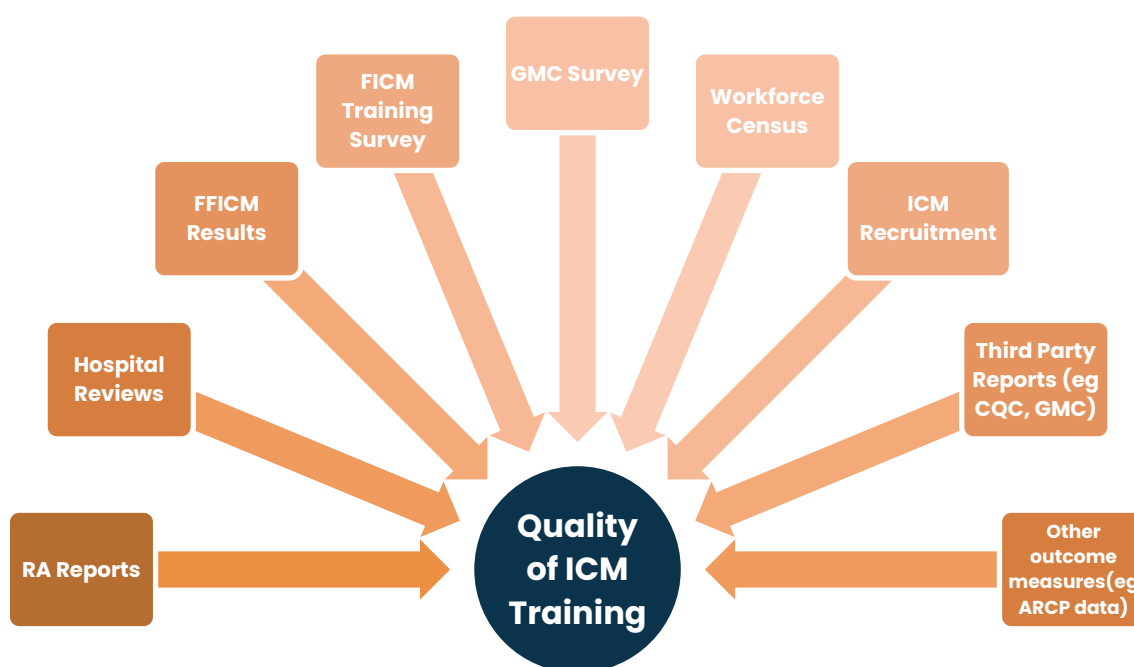 GMC Survey
FICM
Training
Survey
Workforce
Census
FFICM
Results
ICM
Recruitment
Hospital
Reviews
Third Party
Reports (eg
CQC, GMC)
RA Reports
Quality
of ICM
Training
Other
outcome
measures(eg
ARCP data)